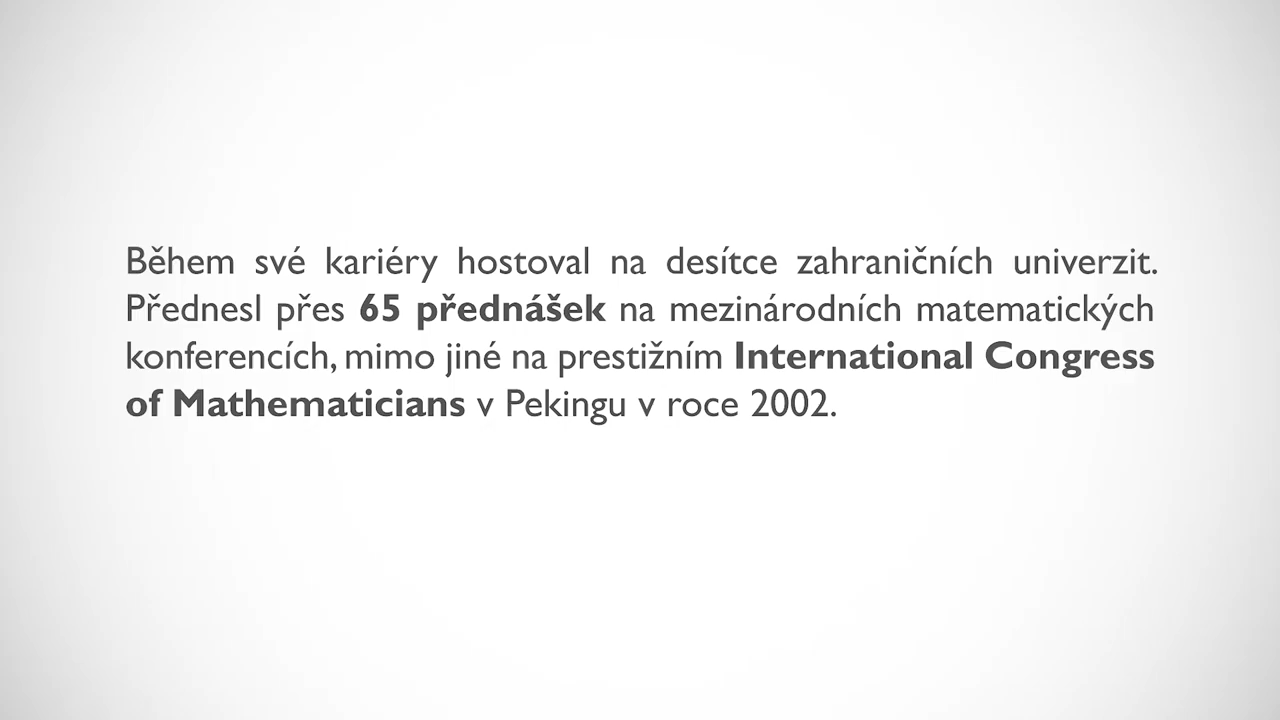 Během své kariéry hostoval na desítce zahraničních univerzit.
Přednesl přes 65 přednášek na mezinárodních matematických
konferencích, mimo jiné na prestižním International Congress
of Mathematicians v Pekingu v roce 2002.